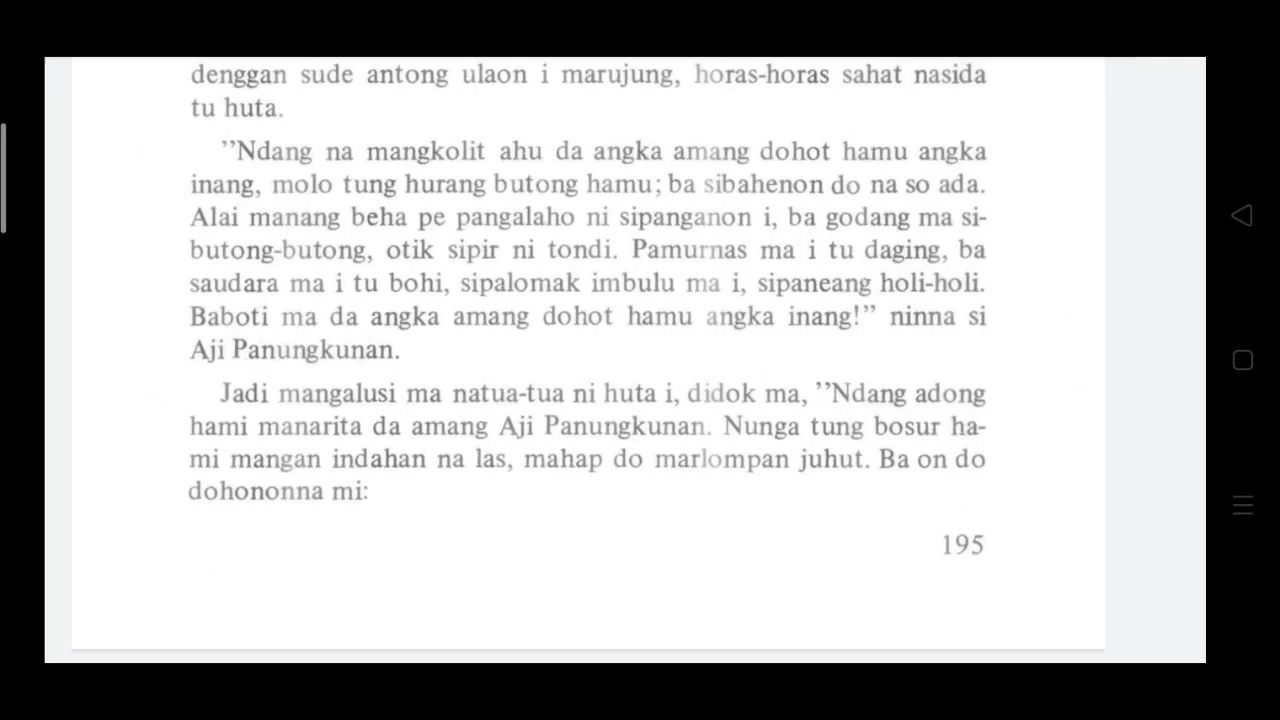 denggan sude antong ulaon i marujung, horas-horas sahat nasida
tu huta.
”Ndang na mangkolit ahu da angka amang dohot hamu angka
inang, molo tung hurang butong hamu; ba sibahenon do na so ada.
Alai manang beha pe pangalaho ni sipanganon i, ba godang ma si-
butong-butong, otik sipir ni tondi. Pamurnas ma i tu daging, ba
saudara ma i tu bohi, sipalomak imbulu ma i, sipaneang holi-holi.
Baboti ma da angka amang dohot hamu angka inang!” ninna si
Aji Panungkunan.
Jadi mangalusi ma natua-tua ni huta i, didok ma, ”Ndang adong
hami manarita da amang Aji Panungkunan. Nunga tung bosur ha-
mi mangan indahan na las, mahap do marlompan juhut. Ba on do
dohononna mi:
195